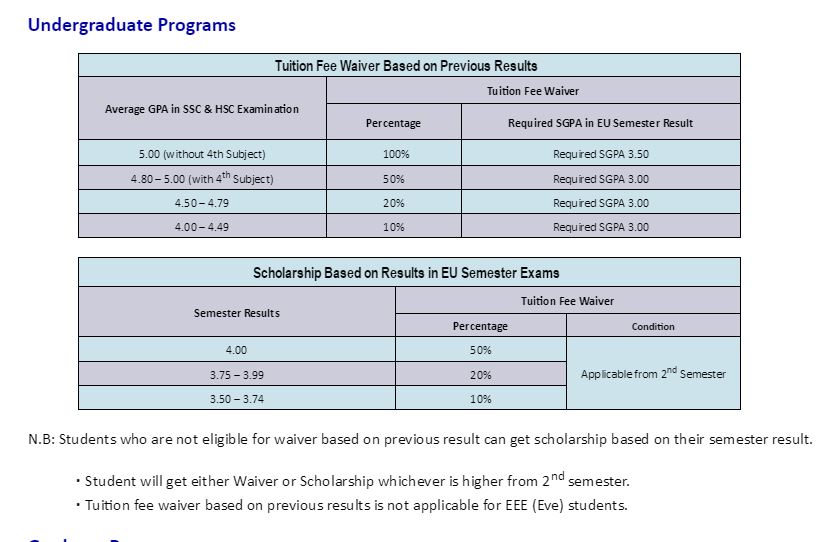 Undergraduate Programs
Tuition Fee Waiver Based on Previous Results
Average GPA in SSC & HSC Examination
Tuition Fee Waiver
Percentage
Required SGPA in EU Semester Result
5.00 (without 4th Subject)
100%
Required SGPA 3.50
4.80 – 5.00 (with 4th Subject)
50%
Required SGPA 3.00
4.50 – 4.79
20%
Required SGPA 3.00
4.00 – 4.49
10%
Required SGPA 3.00
Scholarship Based on Results in EU Semester Exams
Semester Results
Tuition Fee Waiver
Percentage
Condition
4.00
50%
3.75 – 3.99
20%
Applicable from 2nd Semester
3.50 – 3.74
10%
N.B: Students who are not eligible for waiver based on previous result can get scholarship based on their semester result.
• Student will get either Waiver or Scholarship whichever is higher from 2nd semester.
• Tuition fee waiver based on previous results is not applicable for EEE (Eve) students.